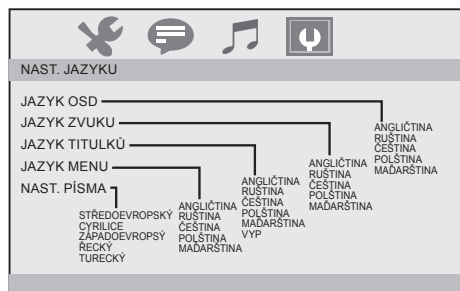 NAST. JAZYKU
JAZYK OSD
JAZYK ZVUKU
JAZYK TITULKŮ
JAZYK MENU
NAST. PÍSMA
ANGLIČTINA
RUŠTINA
ČEŠTINA
POLŠTINA
MAĎARŠTINA
ANGLIČTINA
RUŠTINA
ČEŠTINA
POLŠTINA
MAĎARŠTINA
ANGLIČTINA
RUŠTINA
ČEŠTINA
POLŠTINA
MAĎARŠTINA
VYP
ANGLIČTINA
RUŠTINA
ČEŠTINA
POLŠTINA
MAĎARŠTINA
STŘEDOEVROPSKÝ
CYRILICE
ZÁPADOEVROPSÝ
ŘECKÝ
TURECKÝ